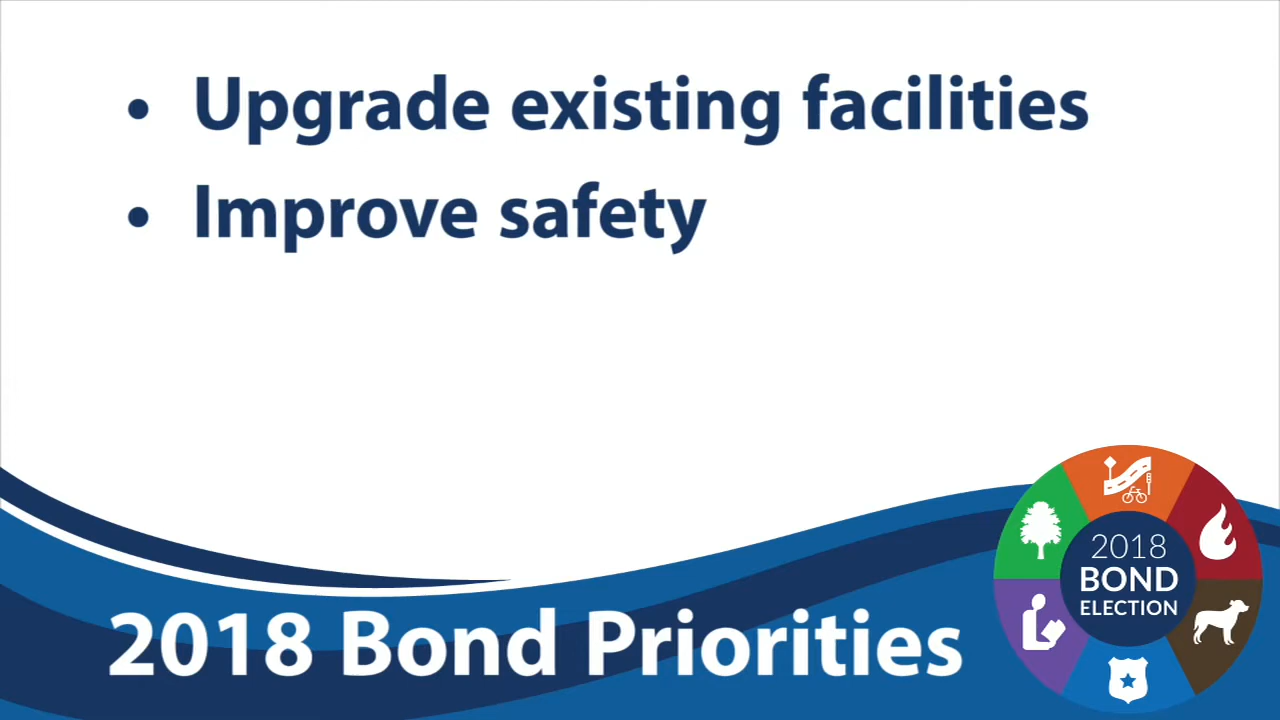 • Upgrade existing facilities
• Improve safety
2018 Bond Priorities
2018
BOND
ELECTION